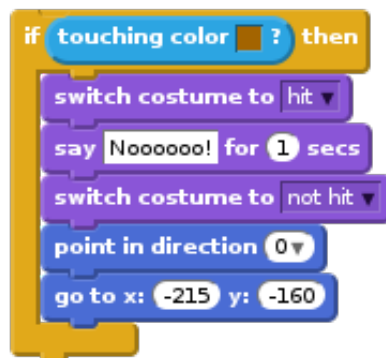 if touching color ? then
switch costume to hit
say Noooooo! for 1 secs
switch costume to not hit
point in direction 0
go to x: -215 y: -160